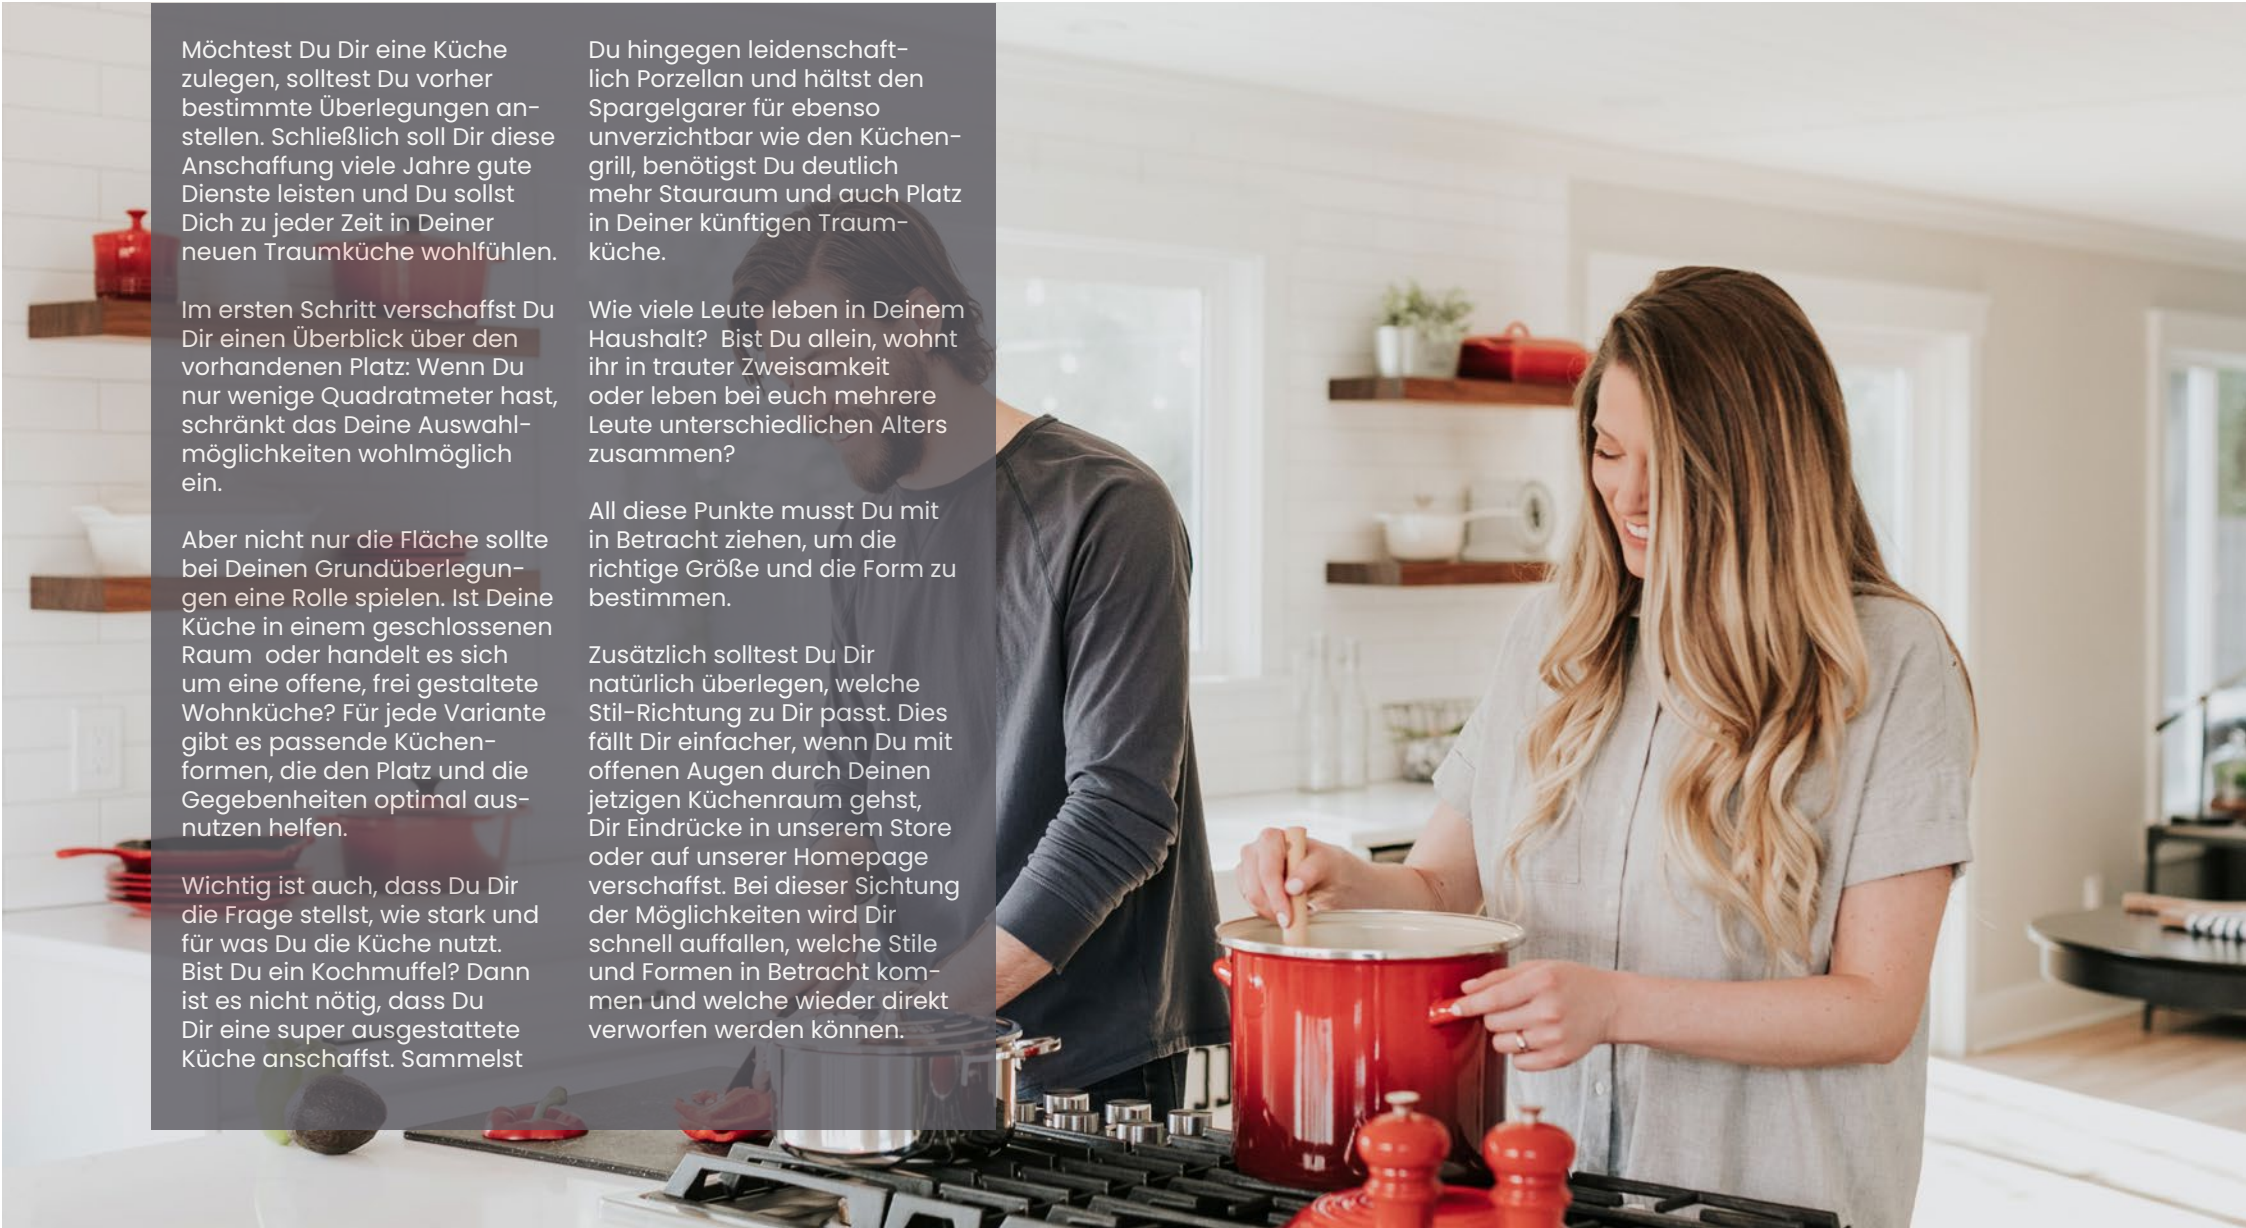 Möchtest Du Dir eine Küche
zulegen, solltest Du vorher
bestimmte Überlegungen an-
stellen. Schließlich soll Dir diese
Anschaffung viele Jahre gute
Dienste leisten und Du sollst
Dich zu jeder Zeit in Deiner
neuen Traumküche wohlfühlen.
Im ersten Schritt verschaffst Du
Dir einen Überblick über den
vorhandenen Platz: Wenn Du
nur wenige Quadratmeter hast,
schränkt das Deine Auswahl-
möglichkeiten wohlmöglich
ein.
Aber nicht nur die Fläche sollte
bei Deinen Grundüberlegun-
gen eine Rolle spielen. Ist Deine
Küche in einem geschlossenen
Raum  oder handelt es sich
um eine offene, frei gestaltete
Wohnküche? Für jede Variante
gibt es passende Küchen-
formen, die den Platz und die
Gegebenheiten optimal aus-
nutzen helfen.
Wichtig ist auch, dass Du Dir
die Frage stellst, wie stark und
für was Du die Küche nutzt.
Bist Du ein Kochmuffel? Dann
ist es nicht nötig, dass Du
Dir eine super ausgestattete
Küche anschaffst. Sammelst
Du hingegen leidenschaft-
lich Porzellan und hältst den
Spargelgarer für ebenso
unverzichtbar wie den Küchen-
grill, benötigst Du deutlich
mehr Stauraum und auch Platz
in Deiner künftigen Traum-
küche.
Wie viele Leute leben in Deinem
Haushalt?  Bist Du allein, wohnt
ihr in trauter Zweisamkeit
oder leben bei euch mehrere
Leute unterschiedlichen Alters
zusammen?
All diese Punkte musst Du mit
in Betracht ziehen, um die
richtige Größe und die Form zu
bestimmen.
Zusätzlich solltest Du Dir
natürlich überlegen, welche
Stil-Richtung zu Dir passt. Dies
fällt Dir einfacher, wenn Du mit
offenen Augen durch Deinen
jetzigen Küchenraum gehst,
Dir Eindrücke in unserem Store
oder auf unserer Homepage
verschaffst. Bei dieser Sichtung
der Möglichkeiten wird Dir
schnell auffallen, welche Stile
und Formen in Betracht kom-
men und welche wieder direkt
verworfen werden können.